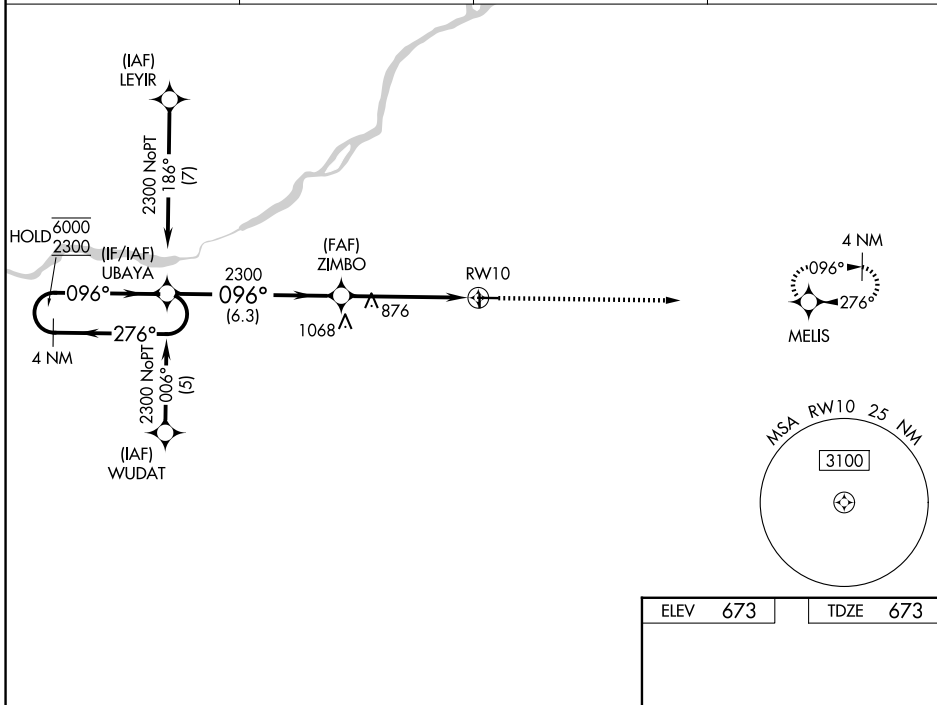 (IAF)
LEYIR
2300 NoPT
186°
(7)
HOLD
6000
2300
(IF/IAF)
UBAYA
096°
276°
4 NM
2300
096°
(6.3)
(FAF)
ZIMBO
1068
876
RW10
4 NM
096°
276°
MELIS
2300 NoPT
006°
(5)
(IAF)
WUDAT
MSA RW10 25 NM
3100
ELEV 673
TDZE 673